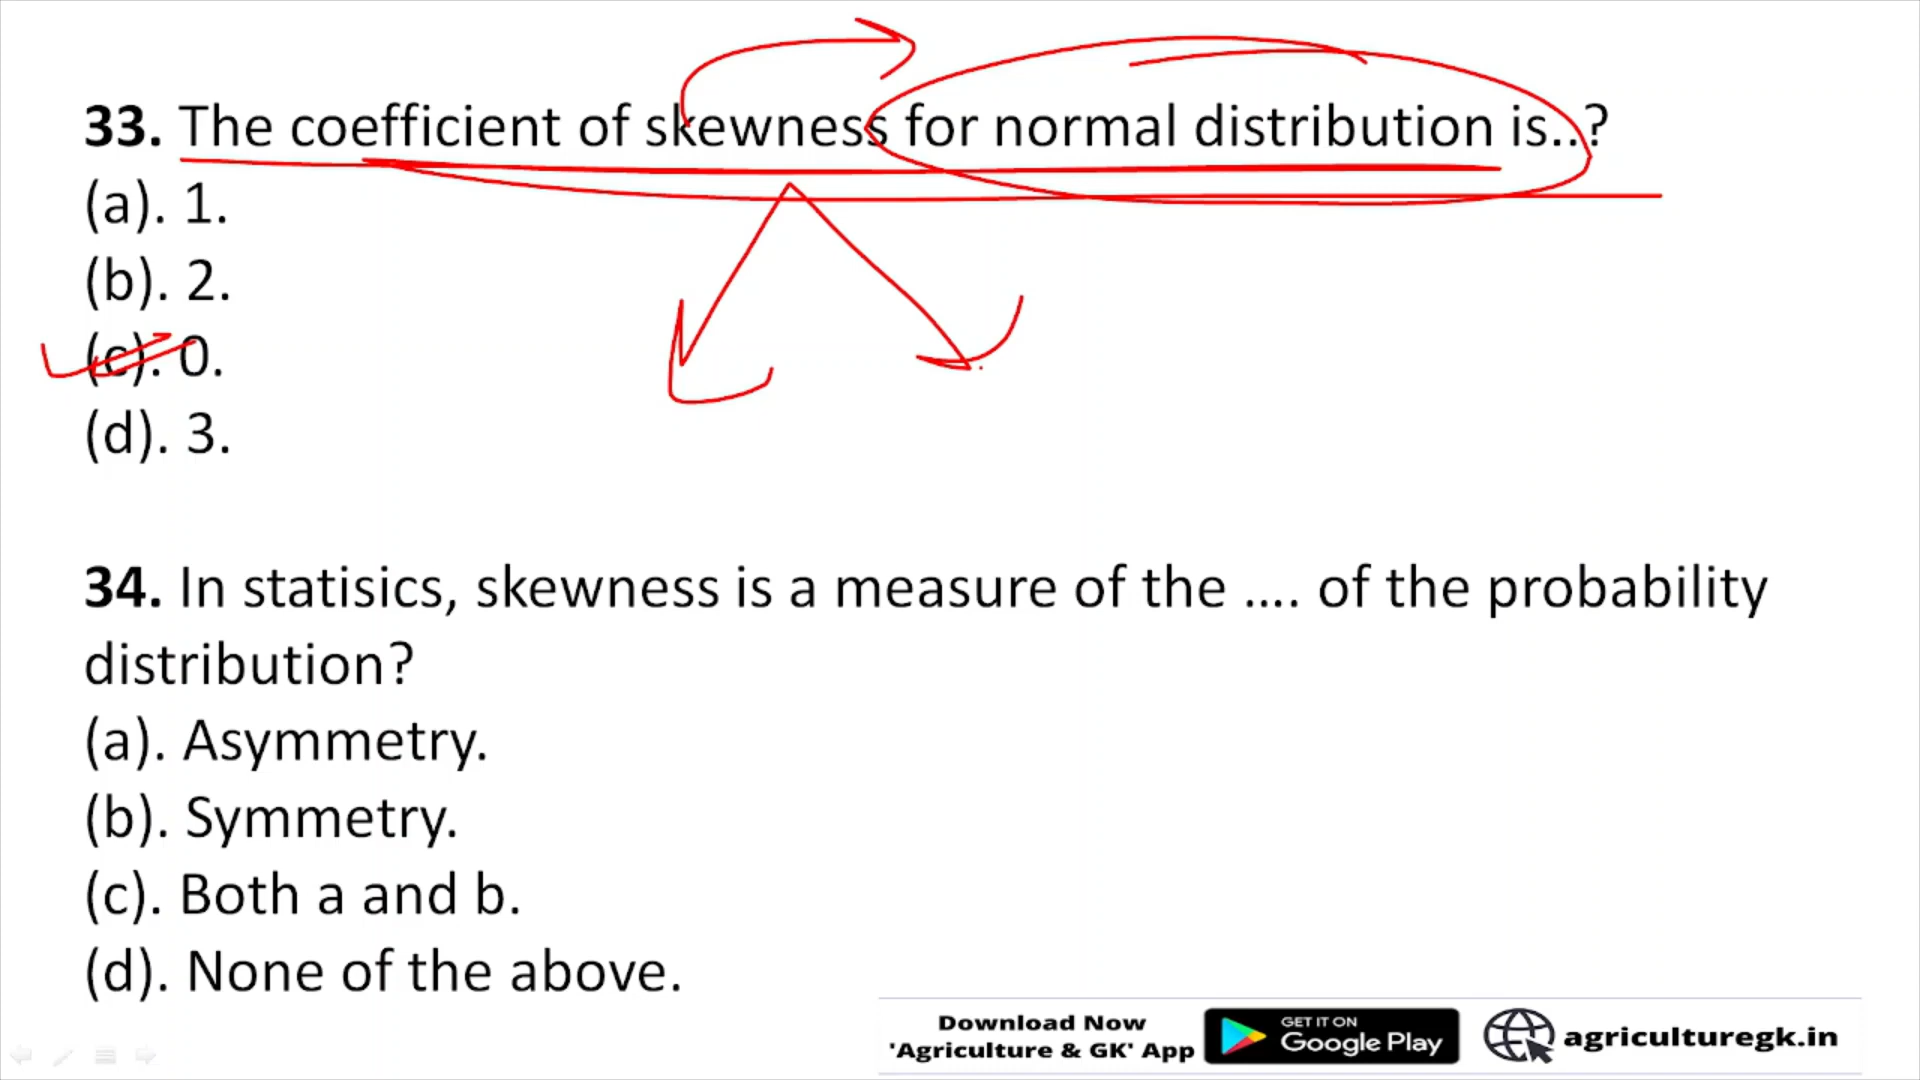 33. The coefficient of skewness for normal distribution is..?
(a). 1.
(b). 2.
(c). 0.
(d). 3.
34. In statisics, skewness is a measure of the .... of the probability
distribution?
(a). Asymmetry.
(b). Symmetry.
(c). Both a and b.
(d). None of the above.
Download Now
'Agriculture & GK' App
GET IT ON
Google Play
agriculturegk.in